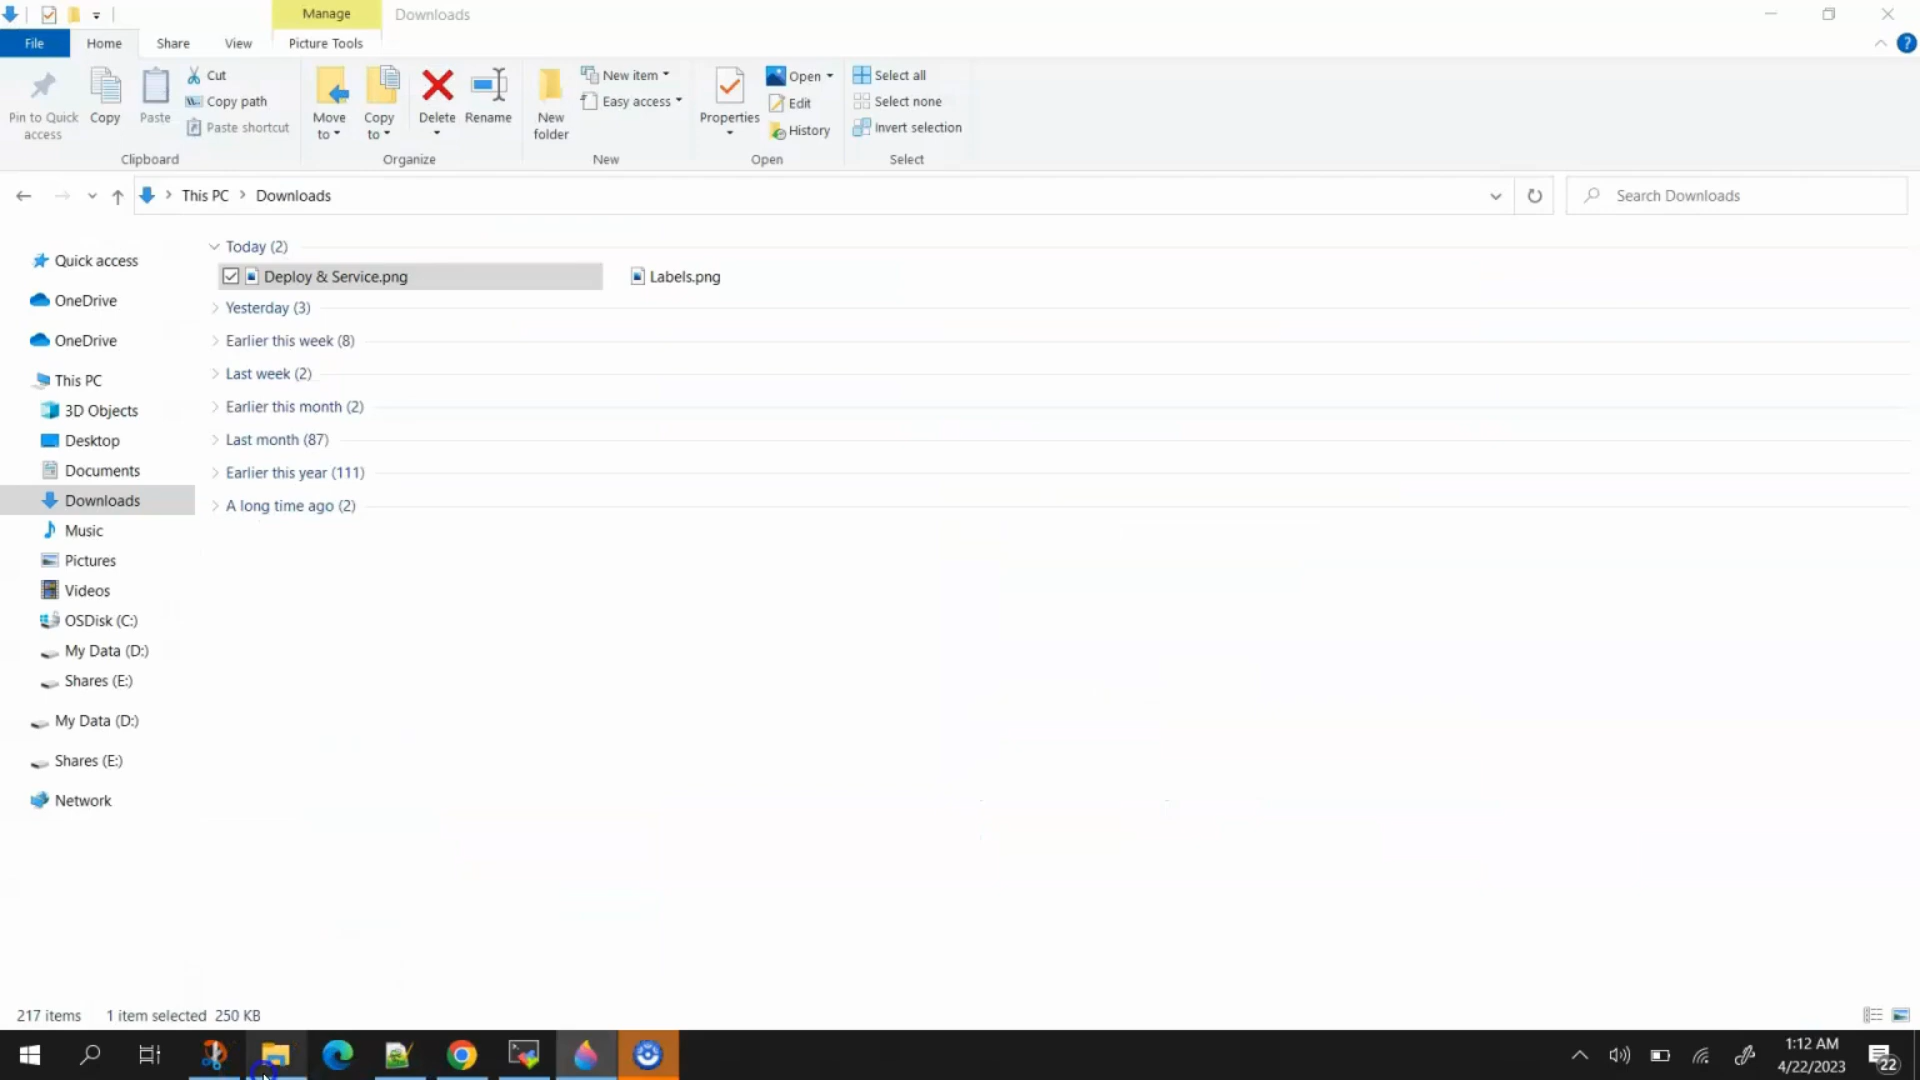 Manage
Downloads
File
Home
Share
View
Picture Tools
Pin to Quick access
Copy
Paste
Cut
Copy path
Paste shortcut
Clipboard
Move to
Copy to
Delete
Rename
Organize
New folder
New item
Easy access
New
Properties
Open
Edit
History
Open
Select all
Select none
Invert selection
Select
This PC
Downloads
Search Downloads
Quick access
OneDrive
OneDrive
This PC
3D Objects
Desktop
Documents
Downloads
Music
Pictures
Videos
OSDisk (C:)
My Data (D:)
Shares (E:)
My Data (D:)
Shares (E:)
Network
Today (2)
Deploy & Service.png
Labels.png
Yesterday (3)
Earlier this week (8)
Last week (2)
Earlier this month (2)
Last month (87)
Earlier this year (111)
A long time ago (2)
217 items
1 item selected 250 KB
1:12 AM
4/22/2023
22